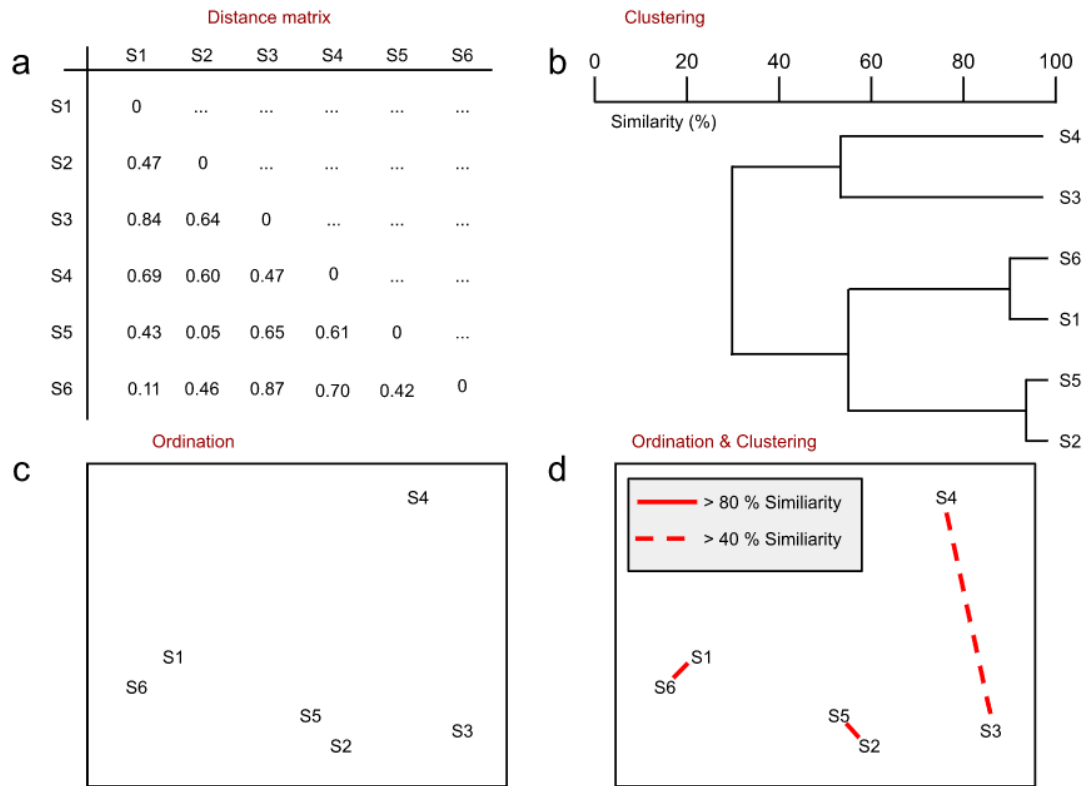 Distance matrix
a
S1 S2 S3 S4 S5 S6
S1 0 ... ... ... ... ...
S2 0.47 0 ... ... ... ...
S3 0.84 0.64 0 ... ... ...
S4 0.69 0.60 0.47 0 ... ...
S5 0.43 0.05 0.65 0.61 0 ...
S6 0.11 0.46 0.87 0.70 0.42 0
Clustering
b
0 20 40 60 80 100
Similarity (%)
S4
S3
S6
S1
S5
S2
Ordination
c
S4
S1
S6
S5
S3
S2
Ordination & Clustering
d
> 80 % Similiarity
> 40 % Similiarity
S4
S1
S6
S5
S3
S2